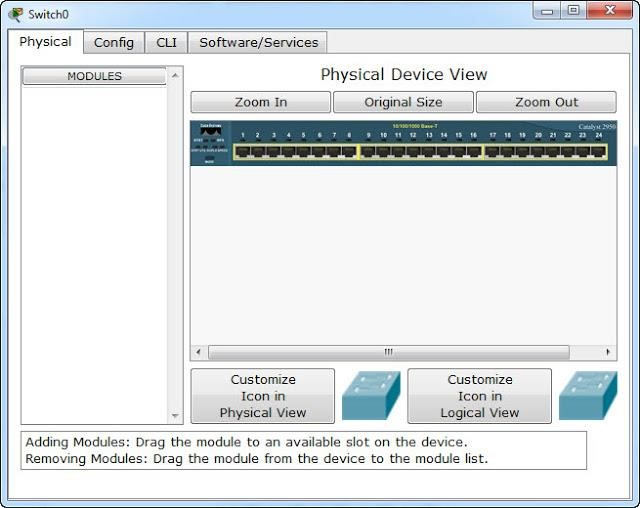 Switch0
Physical Config CLI Software/Services
MODULES
Physical Device View
Zoom In Original Size Zoom Out
10/100/1000 Base-T
Catalyst 2950
1 2 3 4 5 6 7 8 9 10 11 12 13 14 15 16 17 18 19 20 21 22 23 24
Customize
Icon in
Physical View
Customize
Icon in
Logical View
Adding Modules: Drag the module to an available slot on the device.
Removing Modules: Drag the module from the device to the module list.